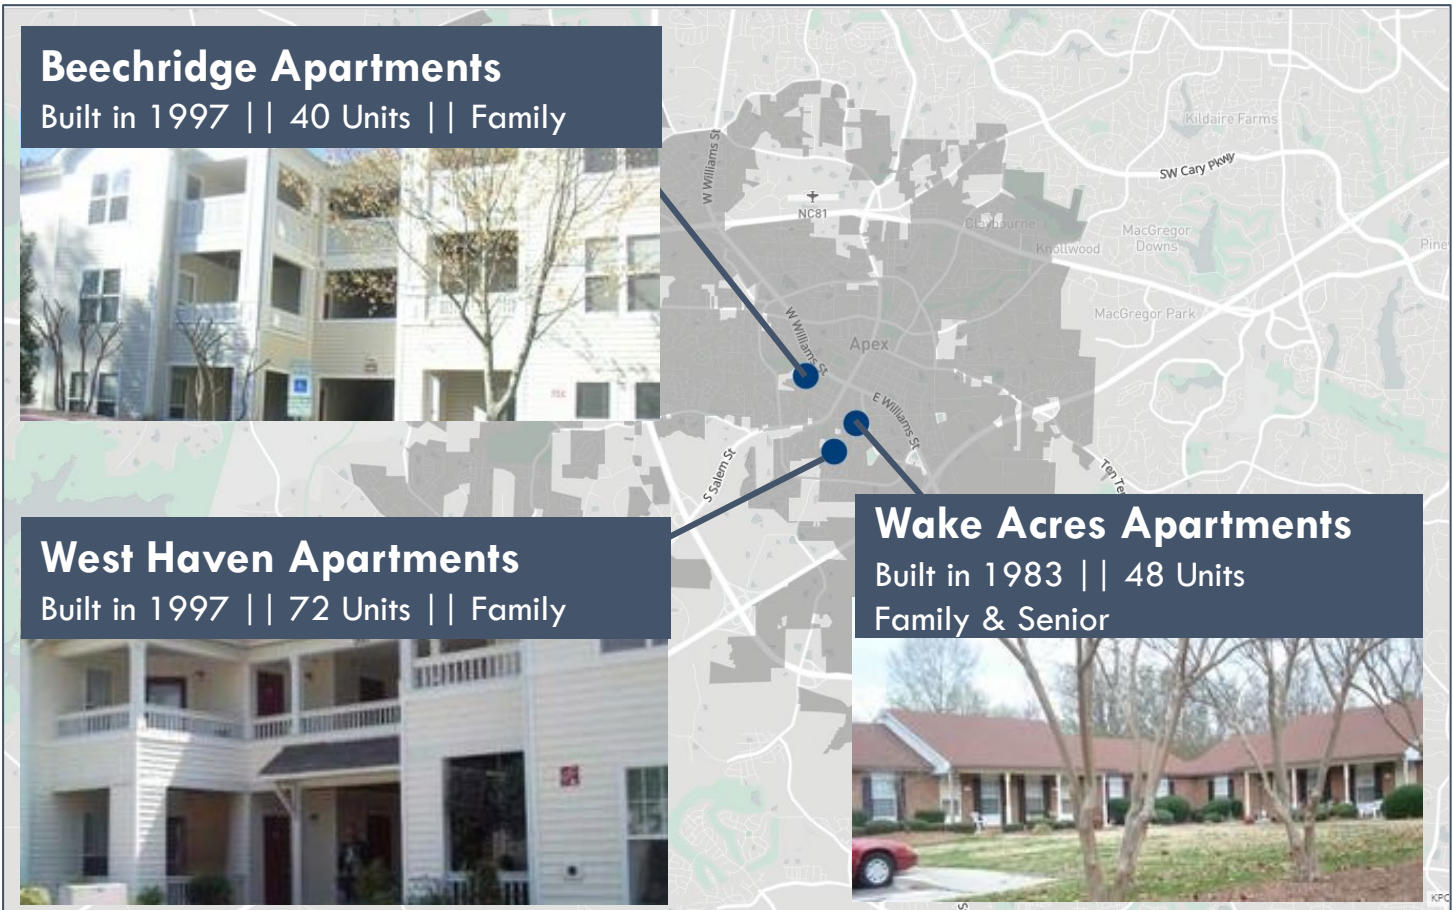 Beechridge Apartments
Built in 1997 || 40 Units || Family
Kildaire Farms
SW Cary Pkwy
W Williams St
NC81
Claybourne
Knollwood
MacGregor
Downs
MacGregor Park
W Williams St
Apex
E Williams St
S Salem St
West Haven Apartments
Built in 1997 || 72 Units || Family
Wake Acres Apartments
Built in 1983 || 48 Units
Family & Senior